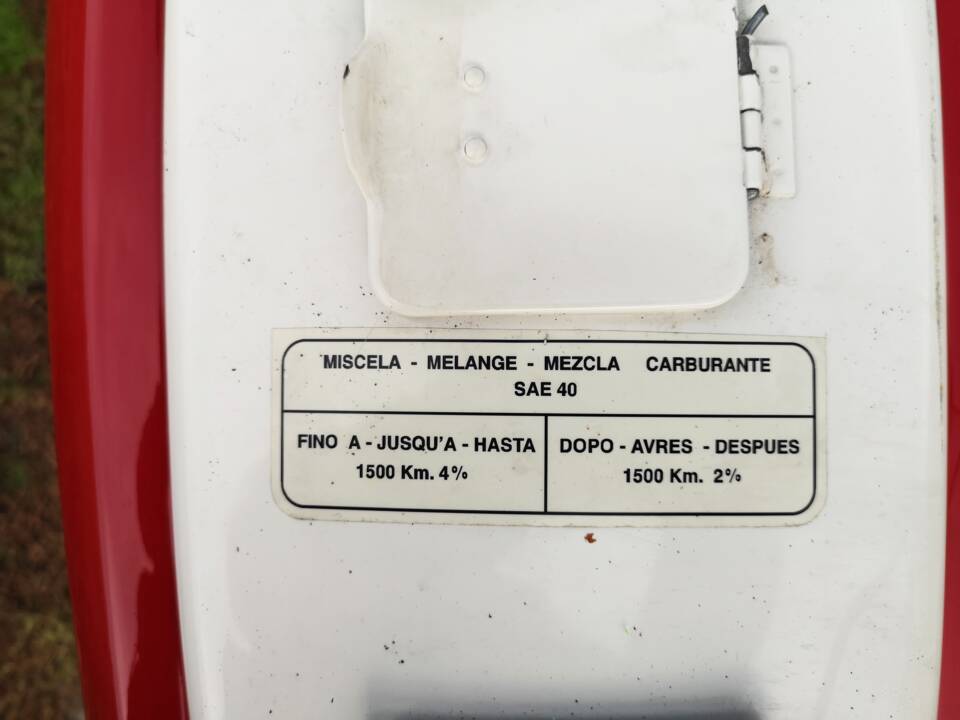 MISCELA - MELANGE - MEZCLA CARBURANTE
SAE 40
FINO A - JUSQU'A - HASTA
1500 Km. 4%
DOPO - AVRES - DESPUES
1500 Km. 2%